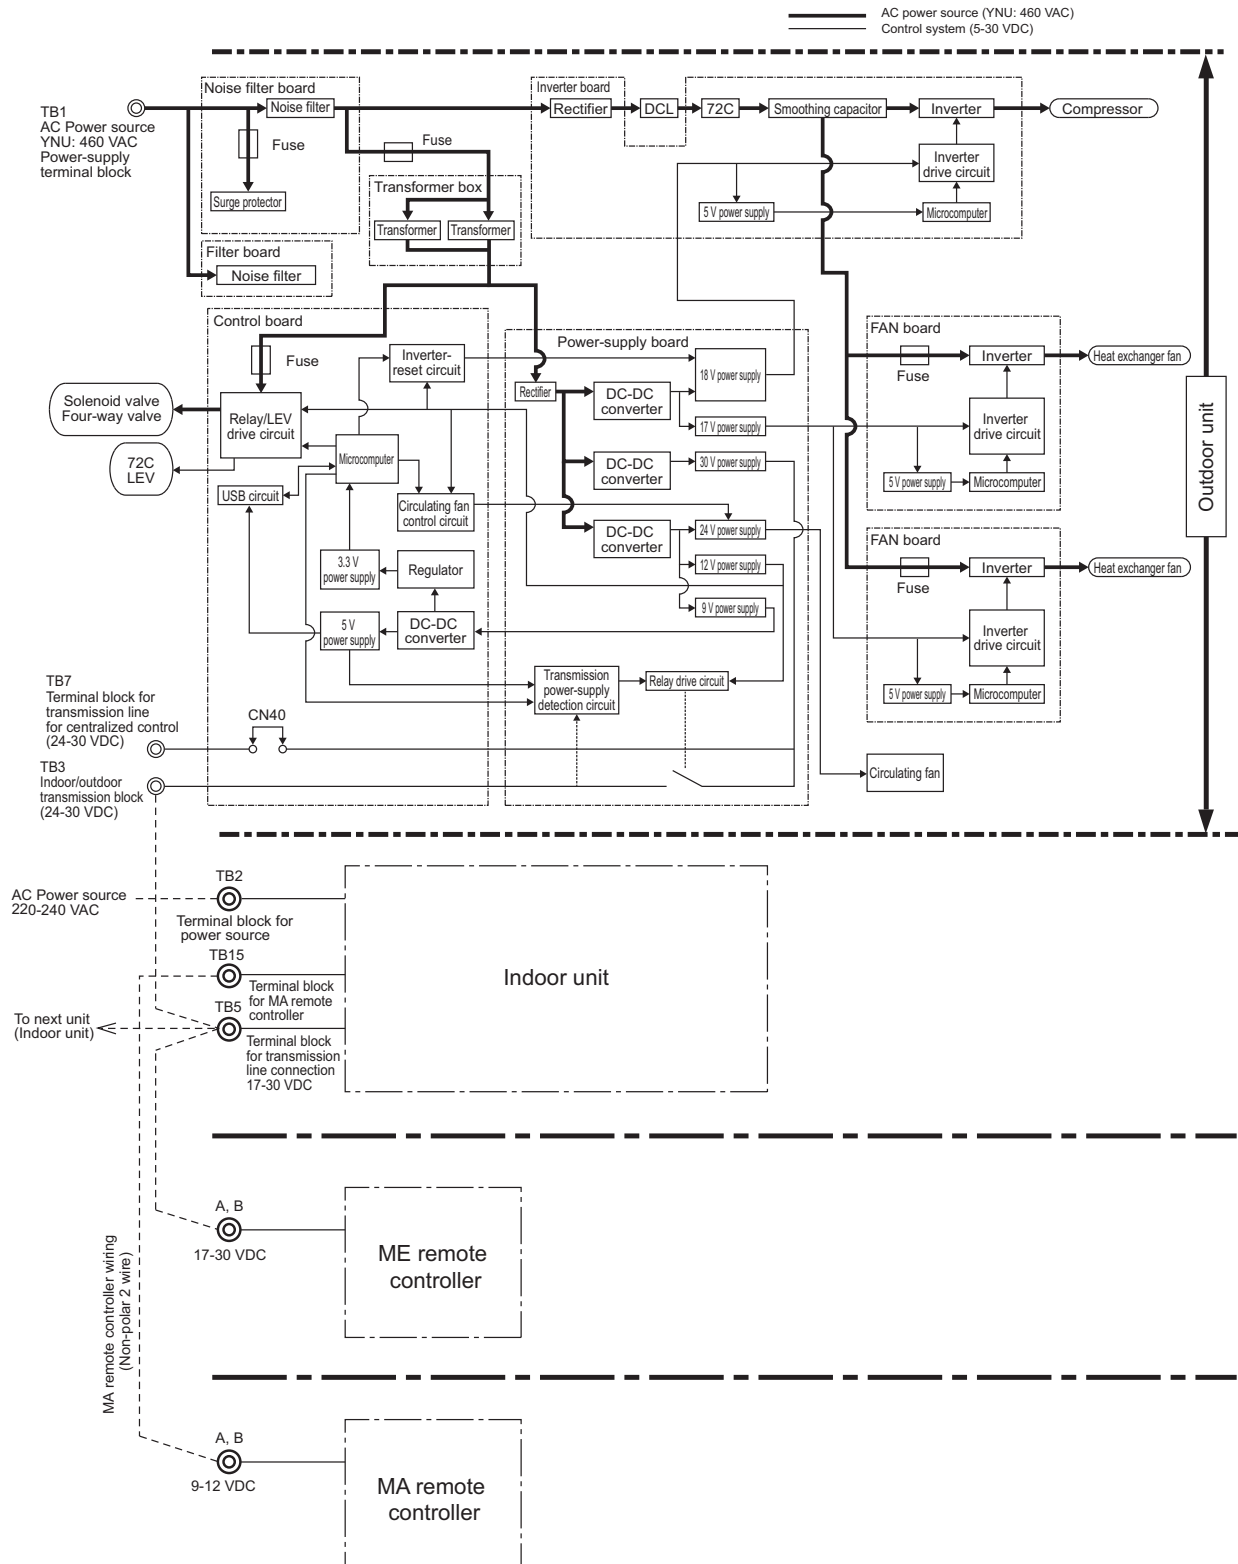 AC power source (YNU: 460 VAC)
Control system (5-30 VDC)
TB1
AC Power source
YNU: 460 VAC
Power-supply
terminal block
Noise filter board
Noise filter
Fuse
Surge protector
Filter board
Noise filter
Fuse
Transformer box
Transformer
Transformer
Inverter board
Rectifier
DCL
72C
Smoothing capacitor
Inverter
Compressor
Inverter
drive circuit
5 V power supply
Microcomputer
Control board
Fuse
Inverter-
reset circuit
Solenoid valve
Four-way valve
Relay/LEV
drive circuit
72C
LEV
Microcomputer
USB circuit
Circulating fan
control circuit
3.3 V
power supply
Regulator
5 V
power supply
DC-DC
converter
Power-supply board
Rectifier
DC-DC
converter
18 V power supply
17 V power supply
DC-DC
converter
30 V power supply
DC-DC
converter
24 V power supply
12 V power supply
9 V power supply
Transmission
power-supply
detection circuit
Relay drive circuit
FAN board
Fuse
Inverter
Heat exchanger fan
Inverter
drive circuit
5 V power supply
Microcomputer
FAN board
Fuse
Inverter
Heat exchanger fan
Inverter
drive circuit
5 V power supply
Microcomputer
Circulating fan
Outdoor unit
TB7
Terminal block for
transmission line
for centralized control
(24-30 VDC)
CN40
TB3
Indoor/outdoor
transmission block
(24-30 VDC)
AC Power source
220-240 VAC
TB2
Terminal block for
power source
TB15
Terminal block
for MA remote
controller
TB5
To next unit
(Indoor unit)
Terminal block
for transmission
line connection
17-30 VDC
Indoor unit
MA remote controller wiring
(Non-polar 2 wire)
A, B
17-30 VDC
ME remote
controller
A, B
9-12 VDC
MA remote
controller